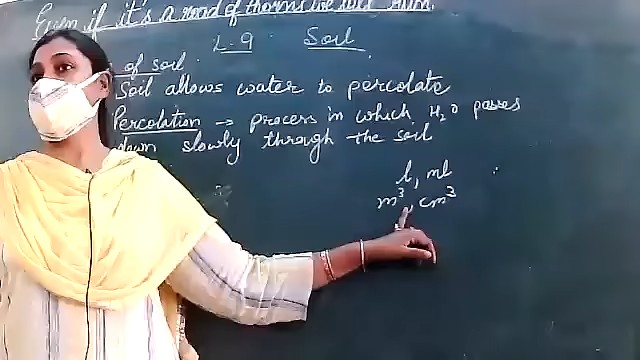 Even if it's a road of thorns we will run.
L. 9 Soil
of soil.
Soil allows water to percolate
Percolation → process in which H₂O passes
down slowly through the soil
l, ml
m³, cm³